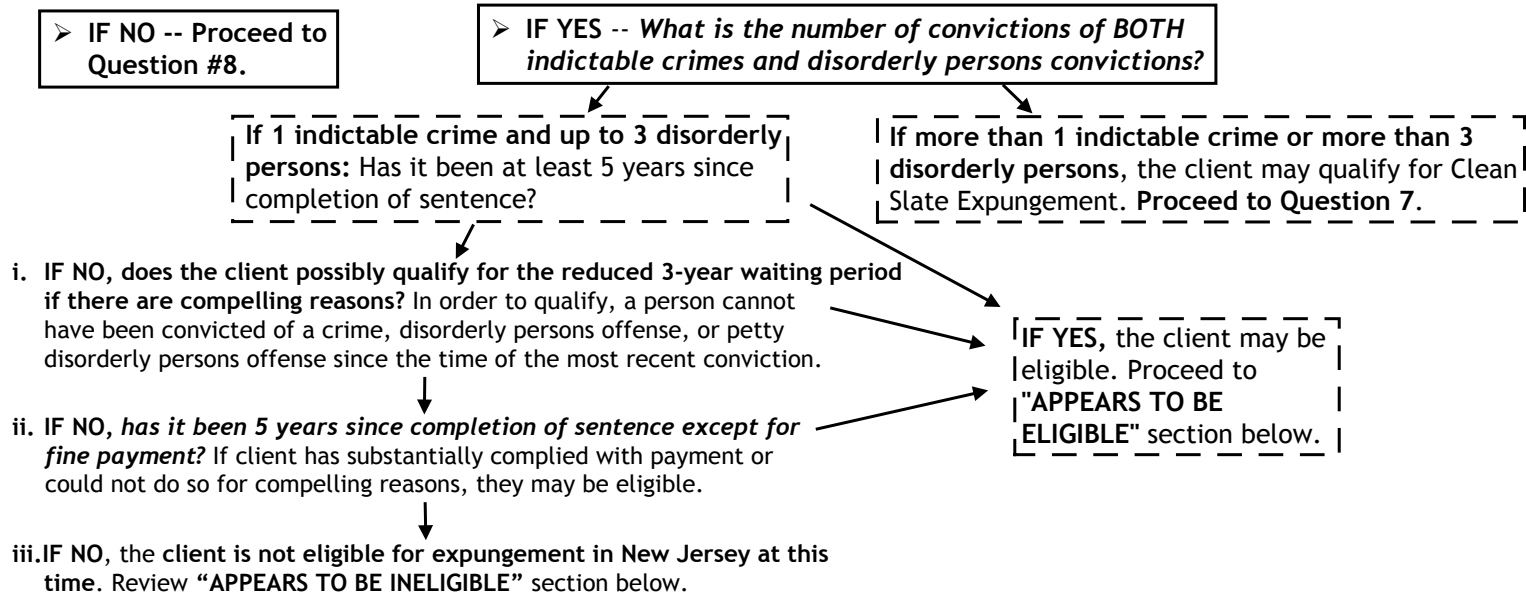 ➢ IF NO -- Proceed to
Question #8.
➢ IF YES -- What is the number of convictions of BOTH
indictable crimes and disorderly persons convictions?
If 1 indictable crime and up to 3 disorderly
persons: Has it been at least 5 years since
completion of sentence?
If more than 1 indictable crime or more than 3
disorderly persons, the client may qualify for Clean
Slate Expungement. Proceed to Question 7.
i. IF NO, does the client possibly qualify for the reduced 3-year waiting period
if there are compelling reasons? In order to qualify, a person cannot
have been convicted of a crime, disorderly persons offense, or petty
disorderly persons offense since the time of the most recent conviction.
IF YES, the client may be
eligible. Proceed to
"APPEARS TO BE
ELIGIBLE" section below.
ii. IF NO, has it been 5 years since completion of sentence except for
fine payment? If client has substantially complied with payment or
could not do so for compelling reasons, they may be eligible.
iii.IF NO, the client is not eligible for expungement in New Jersey at this
time. Review “APPEARS TO BE INELIGIBLE” section below.